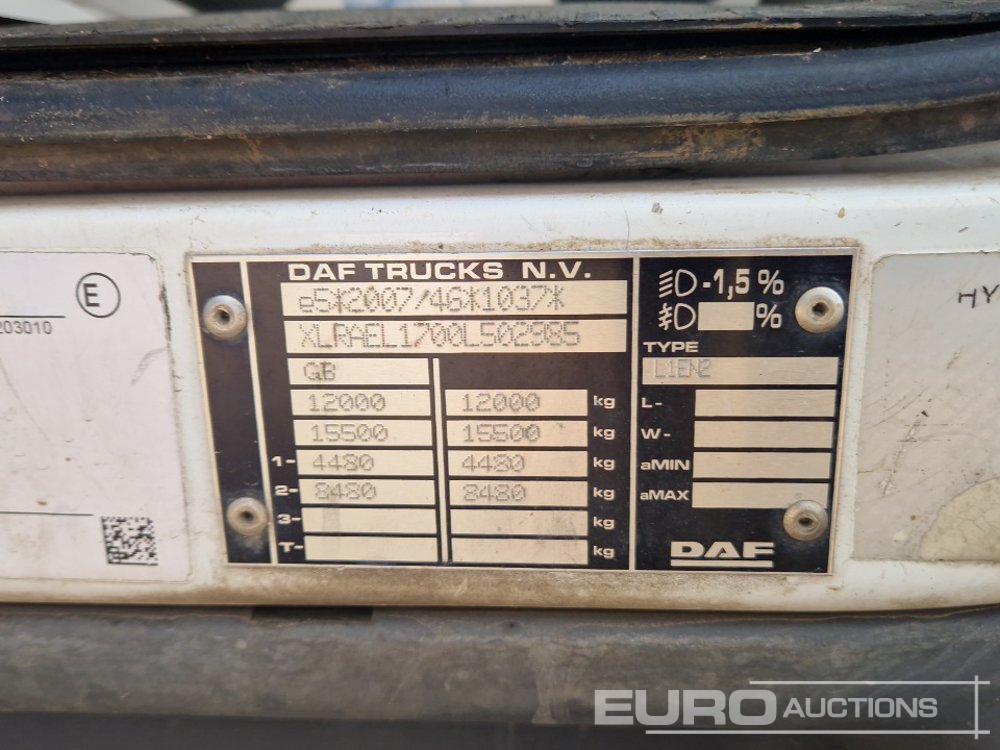 DAF TRUCKS N.V.
e5*2007/46*1037*
XLRAEL1700L502985
GB
12000 12000 kg
15500 15500 kg
1- 4480 4480 kg
2- 8480 8480 kg
3- kg
T- kg
-1,5 %
%
TYPE
L1EN2
L-
W-
aMIN
aMAX
DAF
E
203010
HY
EURO AUCTIONS